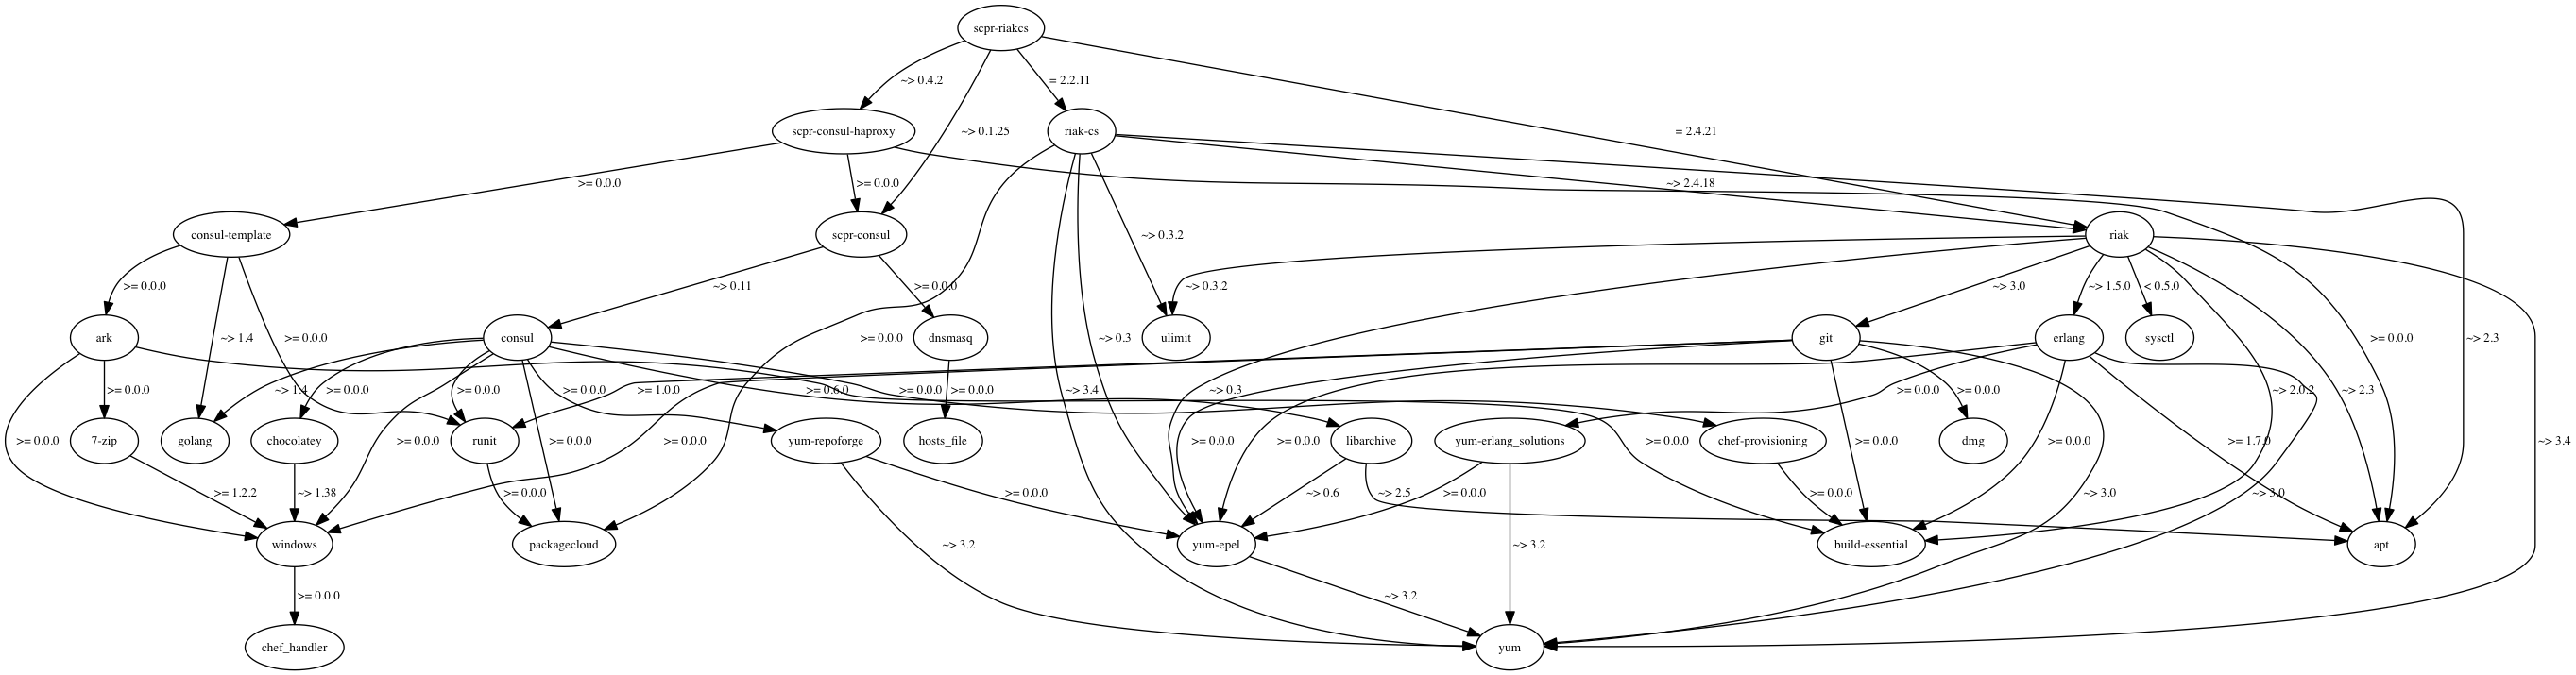 scpr-riakcs
~> 0.4.2
= 2.2.11
scpr-consul-haproxy
~> 0.1.25
riak-cs
= 2.4.21
>= 0.0.0
>= 0.0.0
~> 2.4.18
consul-template
scpr-consul
~> 0.3.2
riak
>= 0.0.0
~> 0.11
>= 0.0.0
~> 0.3.2
~> 3.0
~> 1.5.0
< 0.5.0
ark
~> 1.4
>= 0.0.0
consul
>= 0.0.0
dnsmasq
~> 0.3
ulimit
git
erlang
sysctl
>= 0.0.0
~> 2.3
>= 0.0.0
~> 1.4
>= 0.0.0
>= 0.0.0
>= 0.0.0
>= 1.0.0
>= 0.6.0
>= 0.0.0
>= 0.0.0
~> 3.4
~> 0.3
>= 0.0.0
>= 0.0.0
~> 2.0.2
~> 2.3
>= 0.0.0
7-zip
golang
chocolatey
>= 0.0.0
runit
>= 0.0.0
>= 0.0.0
yum-repoforge
hosts_file
>= 0.0.0
>= 0.0.0
libarchive
yum-erlang_solutions
>= 0.0.0
chef-provisioning
>= 0.0.0
dmg
>= 0.0.0
>= 1.7.0
~> 3.4
>= 1.2.2
~> 1.38
>= 0.0.0
>= 0.0.0
~> 0.6
~> 2.5
>= 0.0.0
>= 0.0.0
~> 3.0
~> 3.0
windows
packagecloud
~> 3.2
yum-epel
~> 3.2
build-essential
apt
>= 0.0.0
~> 3.2
chef_handler
yum